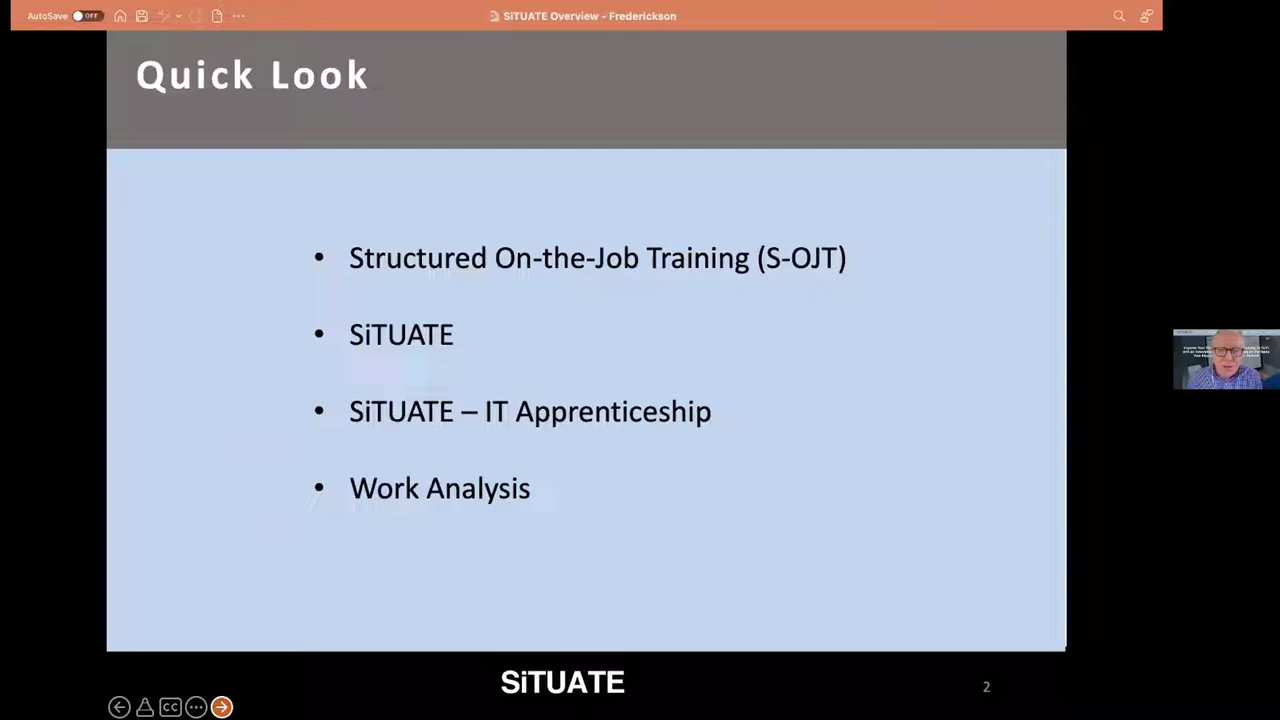 AutoSave OFF
SiTUATE Overview - Frederickson
Quick Look
• Structured On-the-Job Training (S-OJT)
• SiTUATE
• SiTUATE – IT Apprenticeship
• Work Analysis
SiTUATE
2
CC